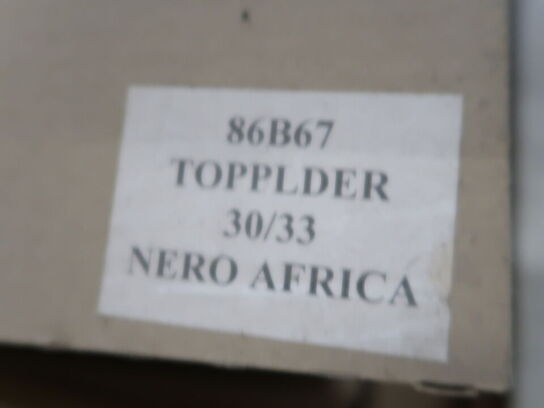 86B67
TOPPLDER
30/33
NERO AFRICA